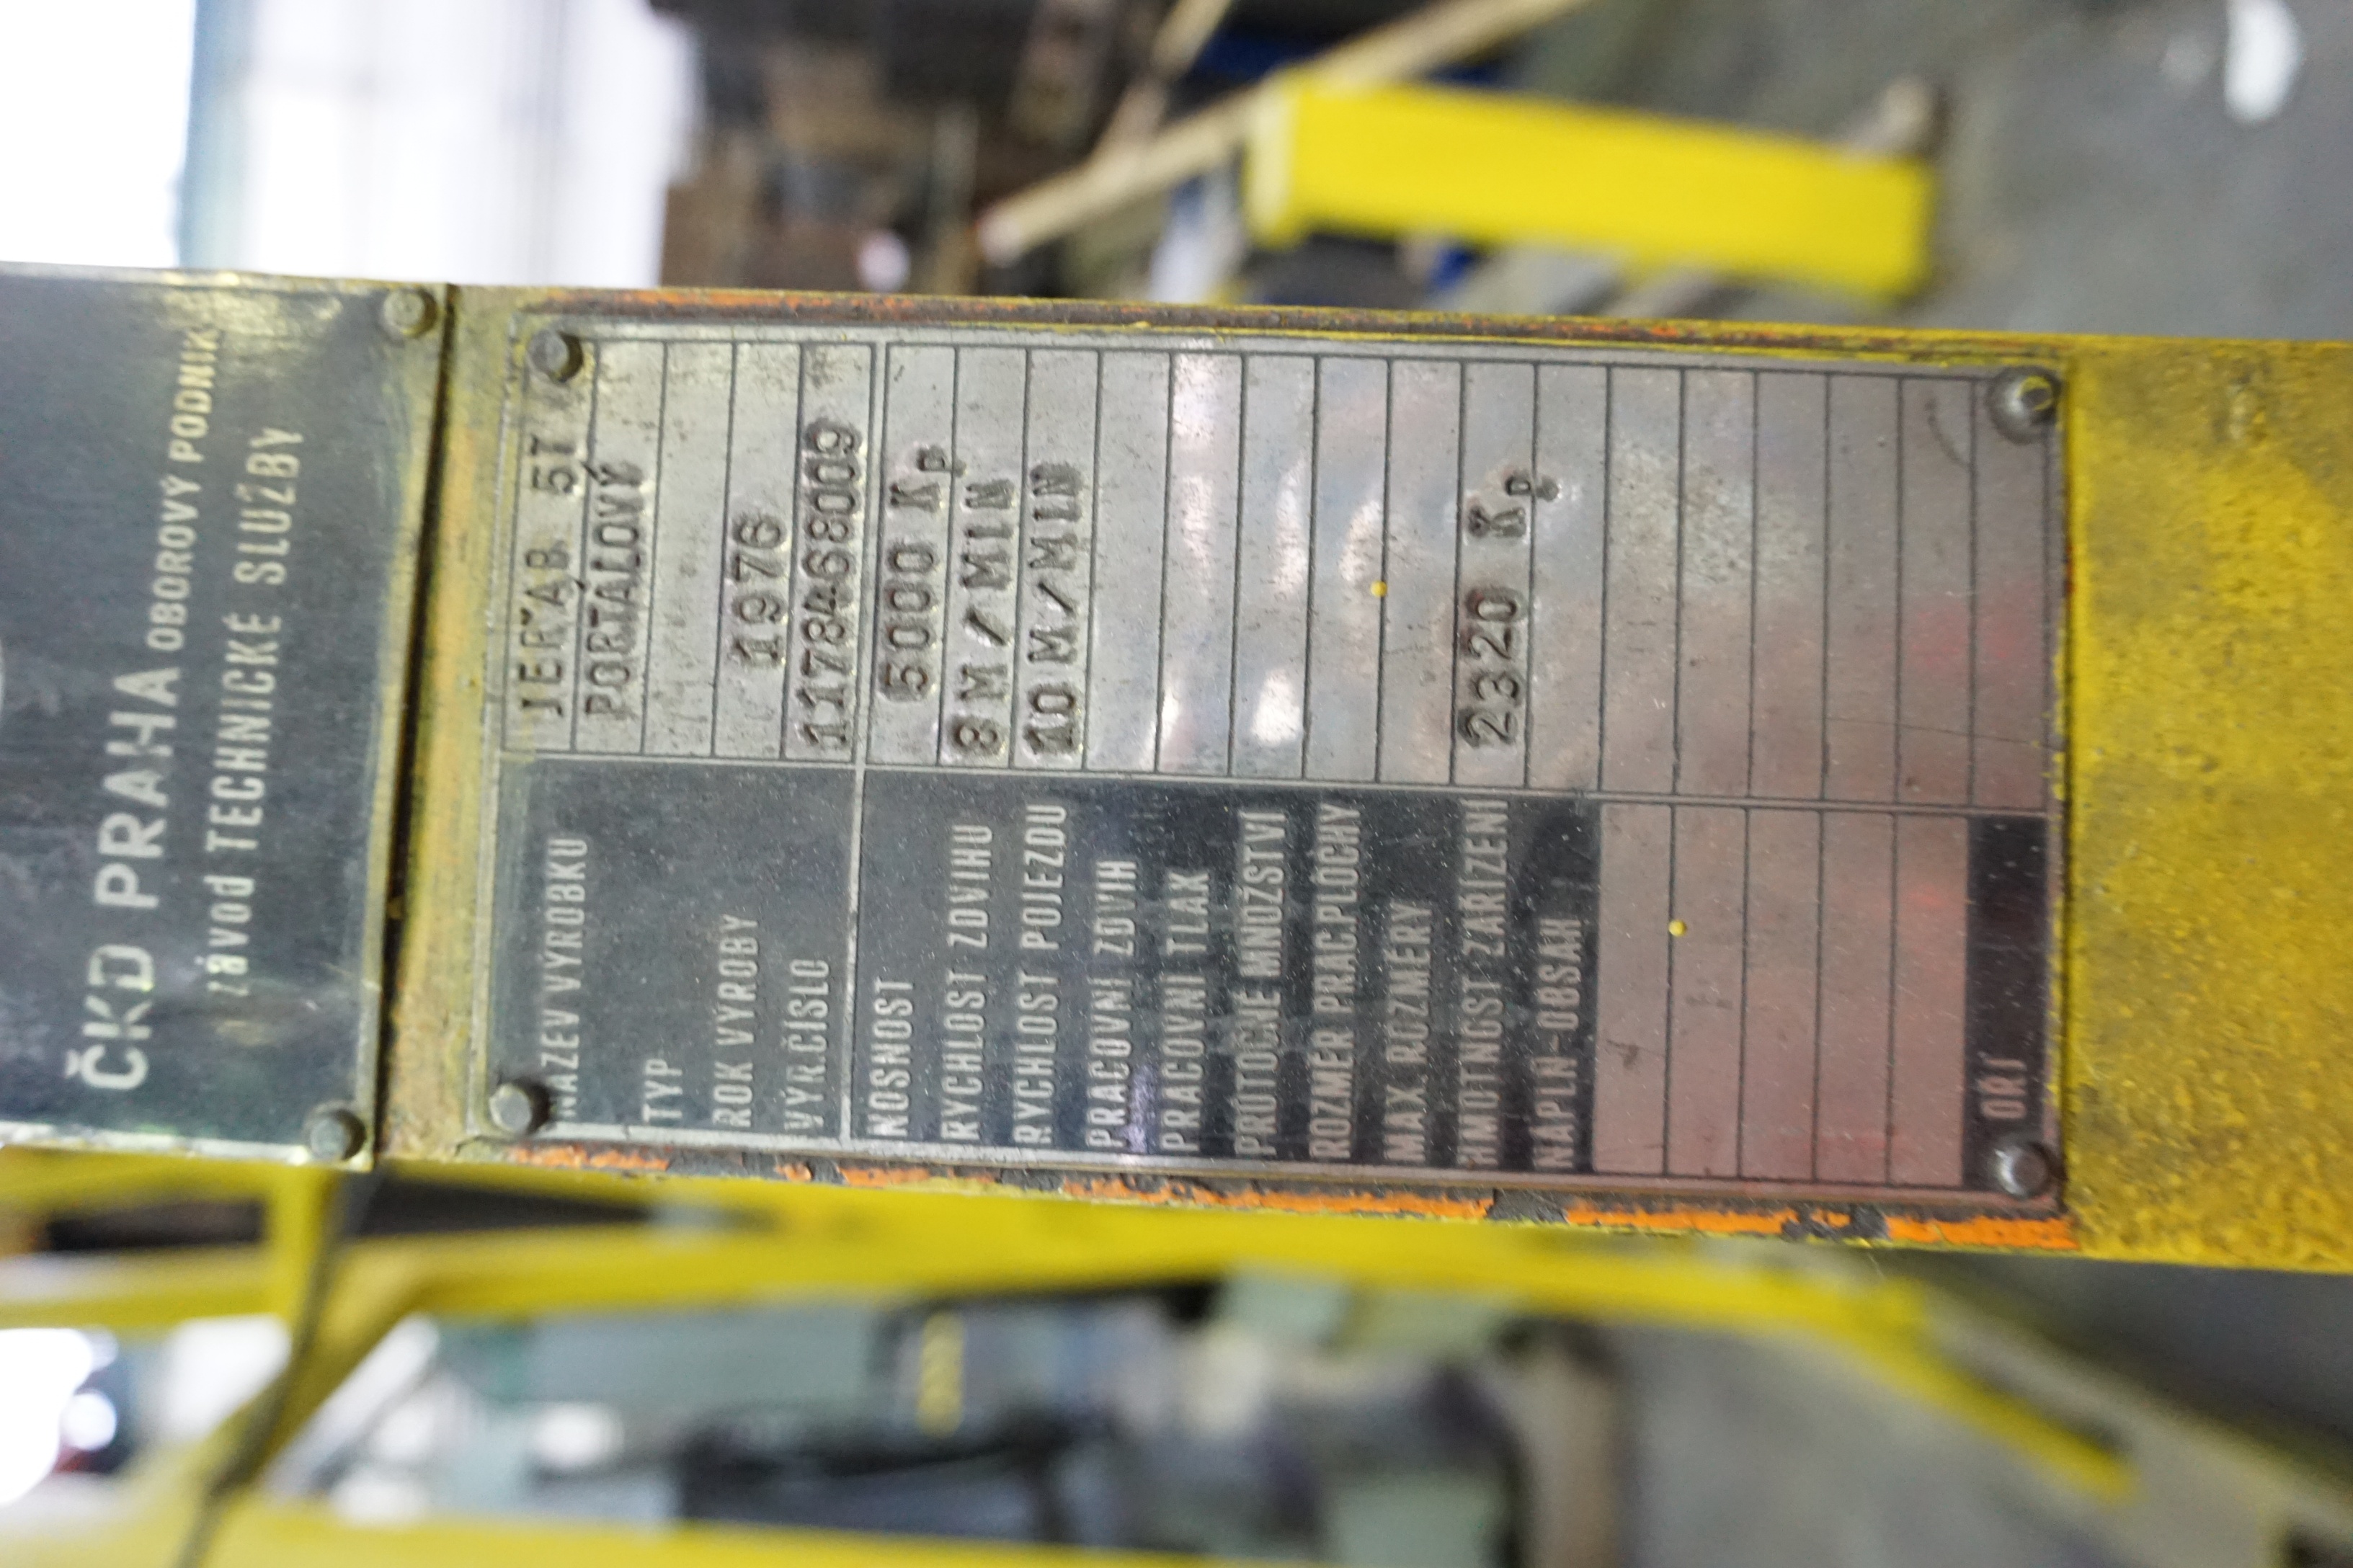 ČKD PRAHA OBOROVÝ PODNIK
závod TECHNICKÉ SLUŽBY
NÁZEV VÝROBKU JEŘÁB 5T
PORTÁLOVÝ
TYP
ROK VÝROBY 1976
VÝR.ČÍSLO 1178468009
NOSNOST 5000 Kp
RYCHLOST ZDVIHU 8 M/MIN
RYCHLOST POJEZDU 10 M/MIN
PRACOVNÍ ZDVIH
PRACOVNÍ TLAK
PRŮTOČNÉ MNOŽSTVÍ
ROZMĚR PRAC.PLOCHY
MAX ROZMĚRY
HMOTNOST ZAŘÍZENÍ 2320 Kp
NÁPLŇ-OBSAH
OŘJ